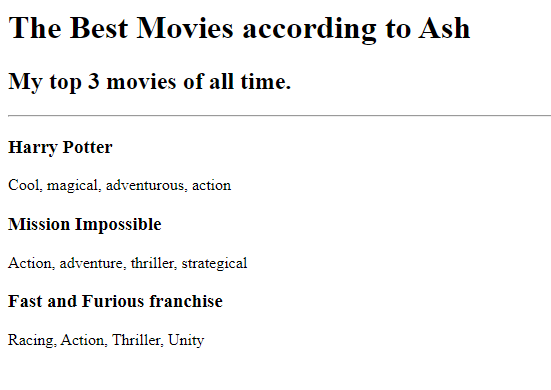 The Best Movies according to Ash
My top 3 movies of all time.
Harry Potter
Cool, magical, adventurous, action
Mission Impossible
Action, adventure, thriller, strategical
Fast and Furious franchise
Racing, Action, Thriller, Unity